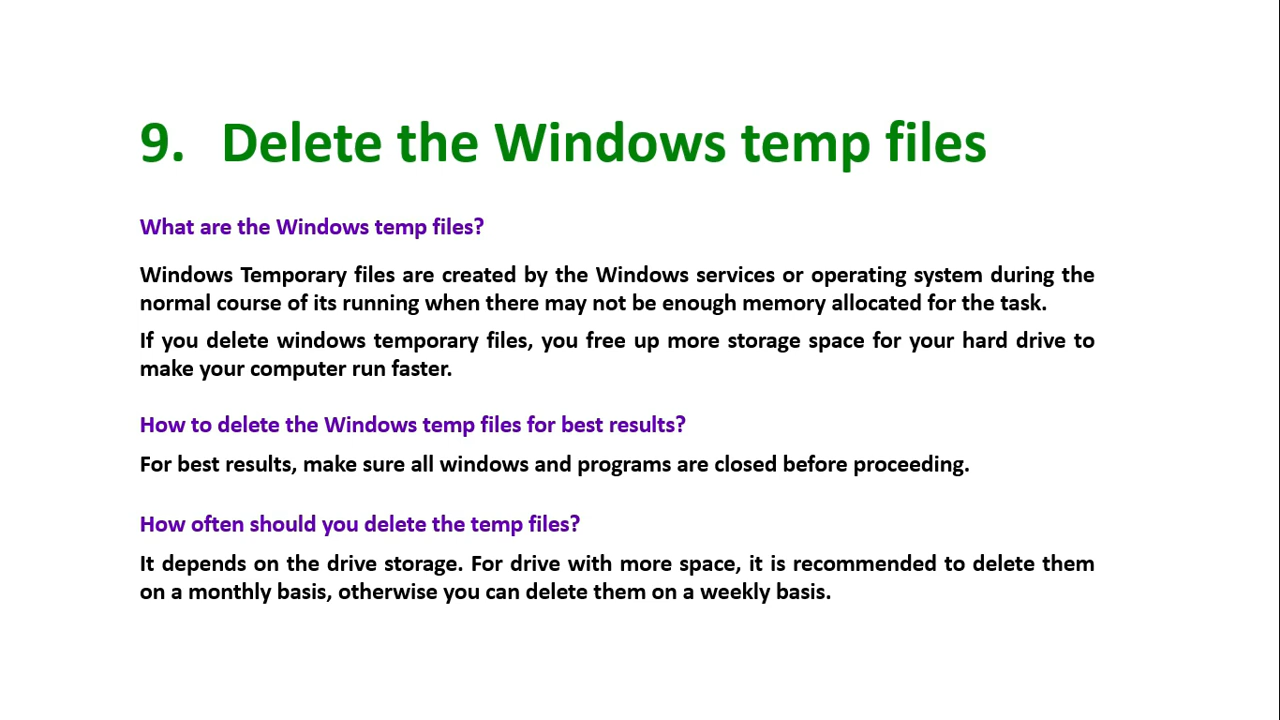 9. Delete the Windows temp files
What are the Windows temp files?
Windows Temporary files are created by the Windows services or operating system during the
normal course of its running when there may not be enough memory allocated for the task.
If you delete windows temporary files, you free up more storage space for your hard drive to
make your computer run faster.
How to delete the Windows temp files for best results?
For best results, make sure all windows and programs are closed before proceeding.
How often should you delete the temp files?
It depends on the drive storage. For drive with more space, it is recommended to delete them
on a monthly basis, otherwise you can delete them on a weekly basis.